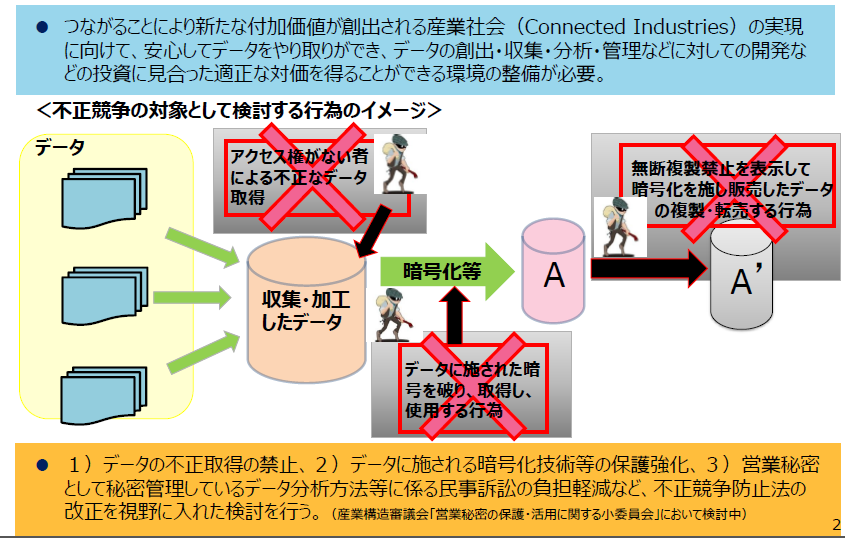 ● つながることにより新たな付加価値が創出される産業社会（Connected Industries）の実現
に向けて、安心してデータをやり取りができ、データの創出・収集・分析・管理などに対しての開発な
どの投資に見合った適正な対価を得ることができる環境の整備が必要。
＜不正競争の対象として検討する行為のイメージ＞
データ
アクセス権がない者
による不正なデータ
取得
無断複製禁止を表示して
暗号化を施し販売したデータ
の複製・転売する行為
収集・加工
したデータ
暗号化等
A
A’
データに施された暗
号を破り、取得し、
使用する行為
● １）データの不正取得の禁止、２）データに施される暗号化技術等の保護強化、３）営業秘密
として秘密管理しているデータ分析方法等に係る民事訴訟の負担軽減など、不正競争防止法の
改正を視野に入れた検討を行う。（産業構造審議会「営業秘密の保護・活用に関する小委員会」において検討中）
2